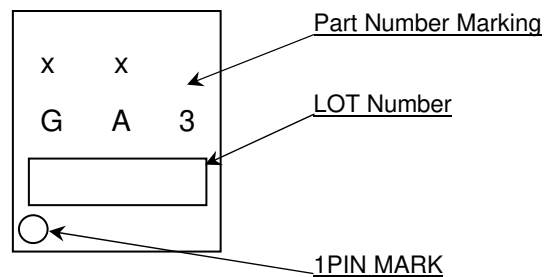 Part Number Marking
x x
LOT Number
G A 3
1PIN MARK